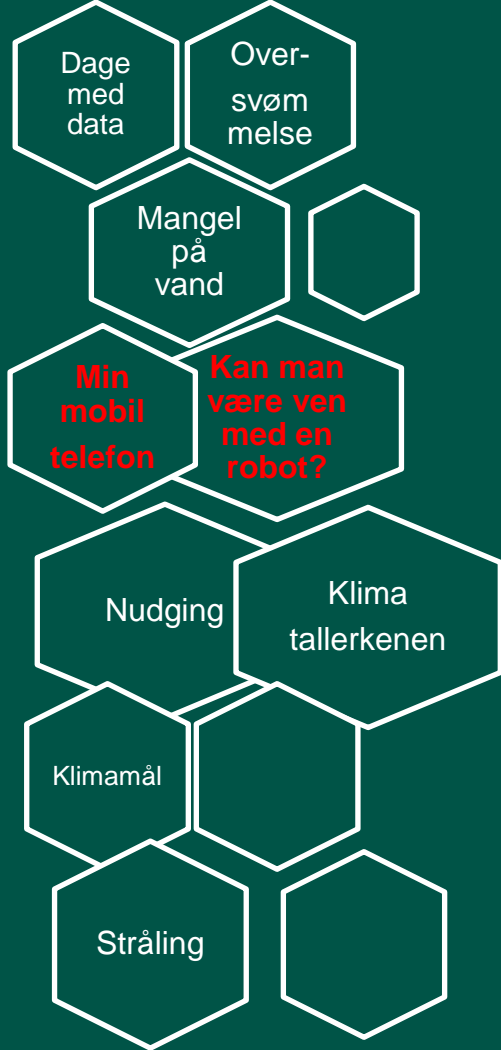 Dage
med
data
Over-
svøm
melse
Mangel
på
vand
Min
mobil
telefon
Kan man
være ven
med en
robot?
Nudging
Klima
tallerkenen
Klimamål
Stråling